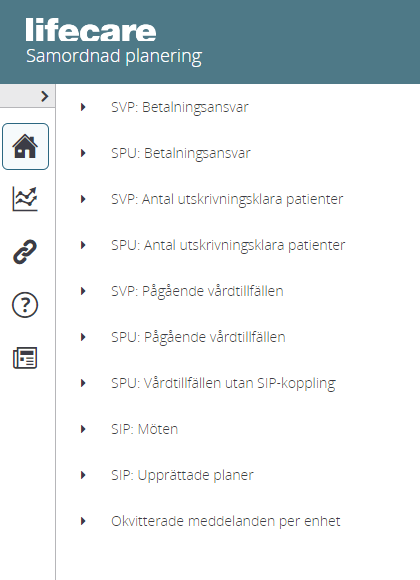 lifecare
Samordnad planering
SVP: Betalningsansvar
SPU: Betalningsansvar
SVP: Antal utskrivningsklara patienter
SPU: Antal utskrivningsklara patienter
SVP: Pågående vårdtillfällen
SPU: Pågående vårdtillfällen
SPU: Vårdtillfällen utan SIP-koppling
SIP: Möten
SIP: Upprättade planer
Okvitterade meddelanden per enhet